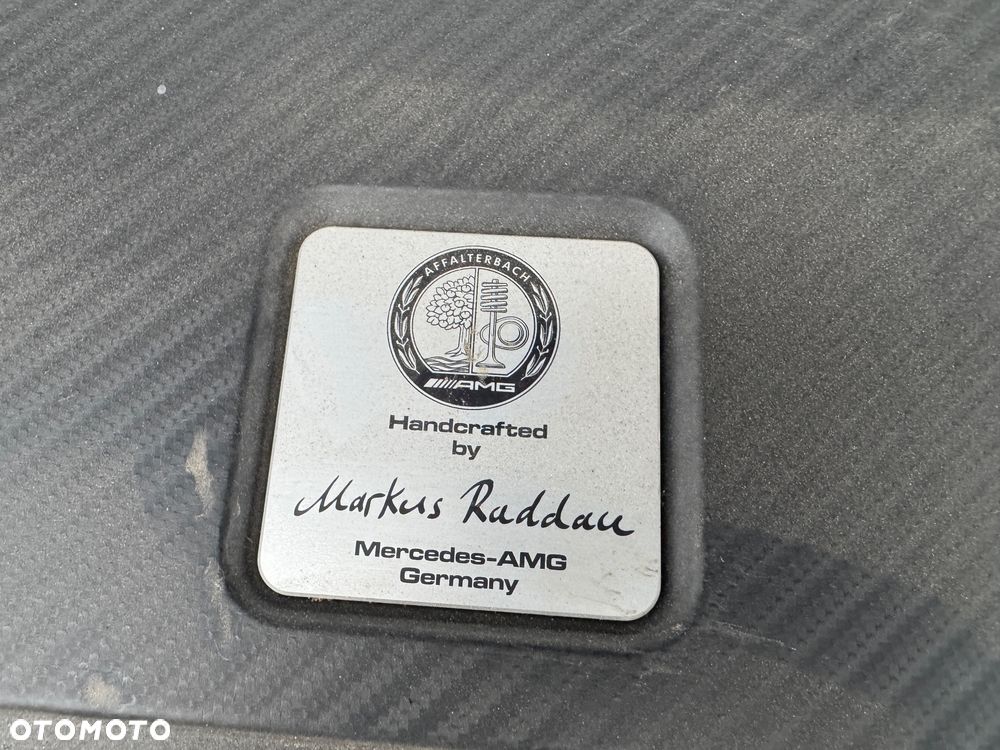 AFFALTERBACH
AMG
Handcrafted
by
Markus Raddau
Mercedes-AMG
Germany
OTOMOTO